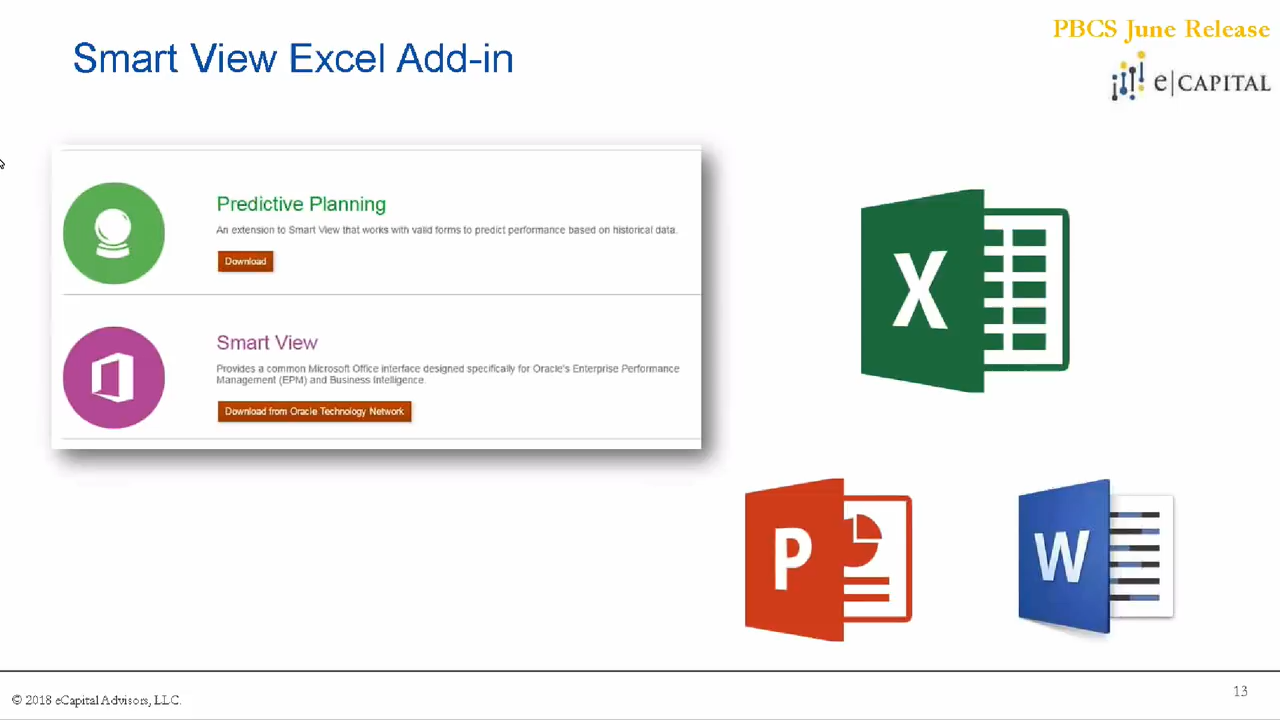 PBCS June Release
Smart View Excel Add-in
e|CAPITAL
Predictive Planning
An extension to Smart View that works with valid forms to predict performance based on historical data.
Download
Smart View
Provides a common Microsoft Office interface designed specifically for Oracle's Enterprise Performance
Management (EPM) and Business Intelligence.
Download from Oracle Technology Network
X
P
W
© 2018 eCapital Advisors, LLC.
13